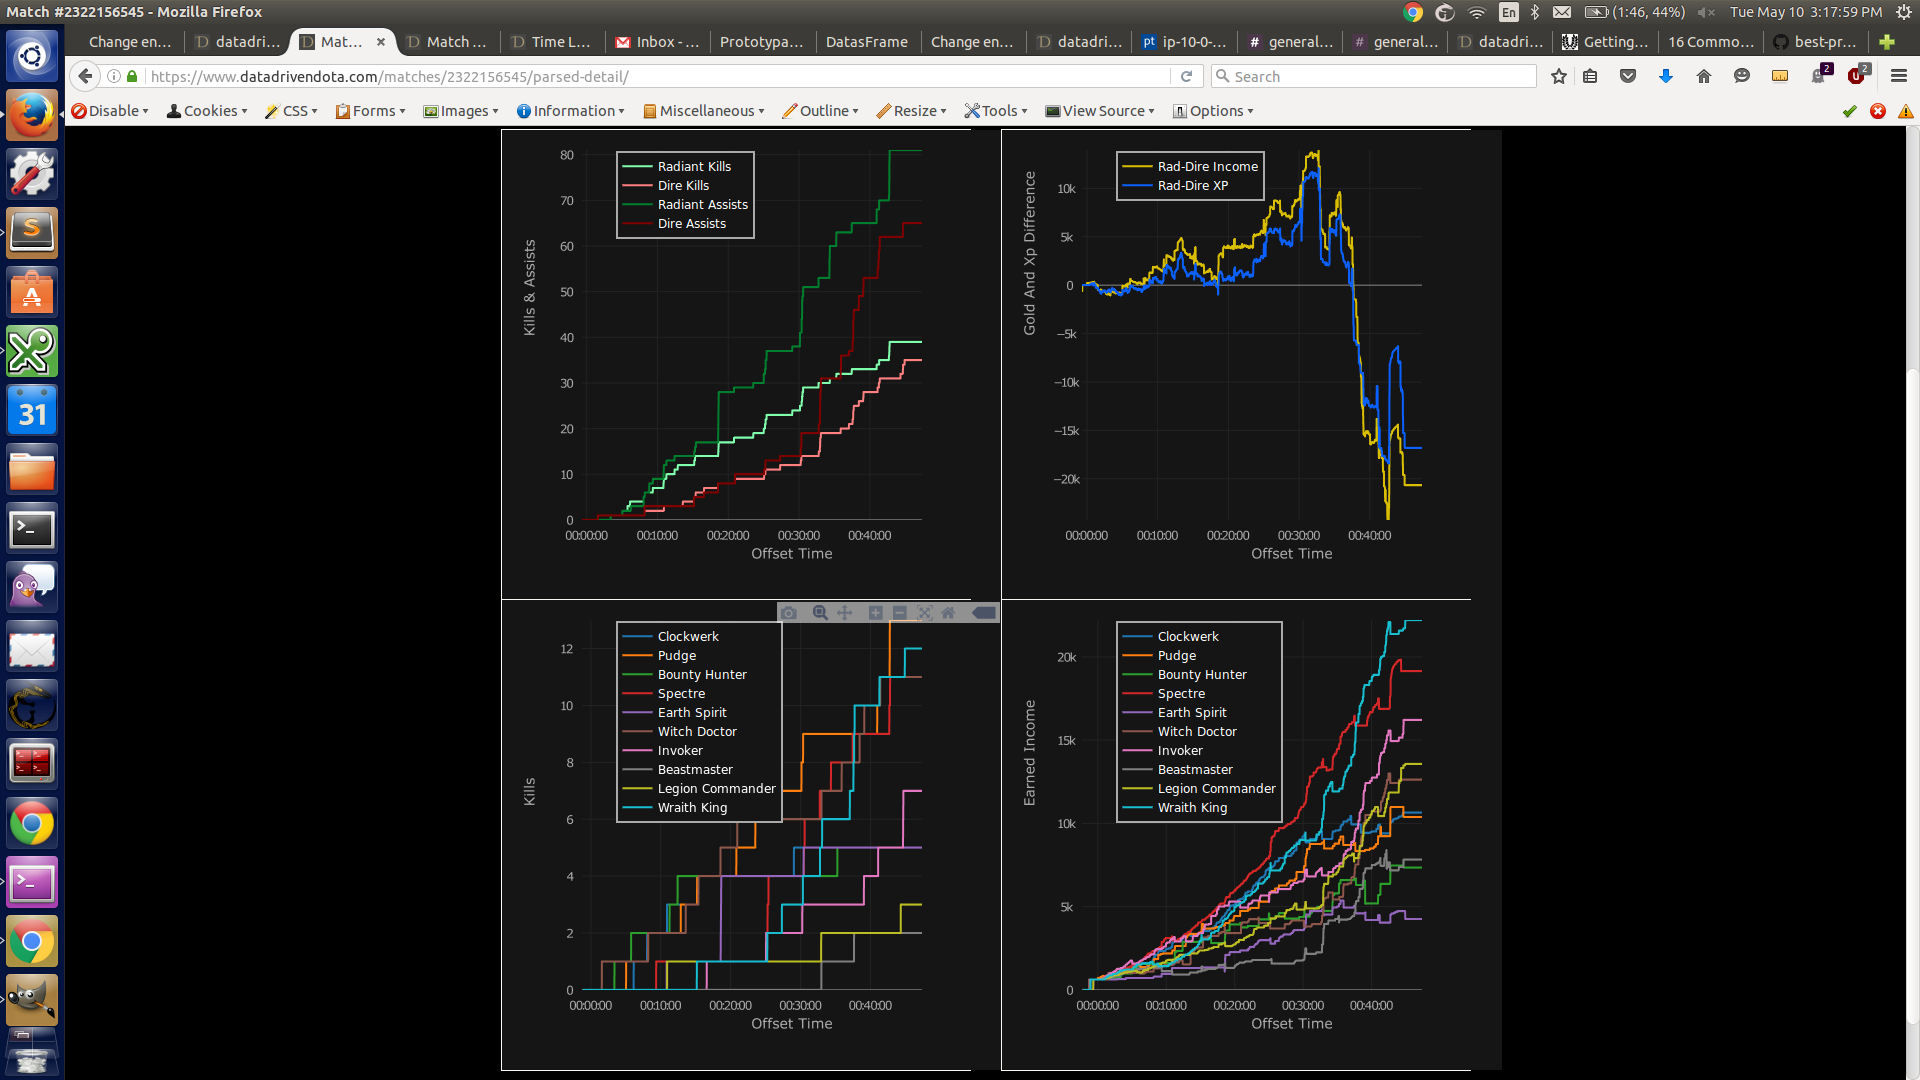 Match #2322156545 - Mozilla Firefox
En
(1:46, 44%)
Tue May 10 3:17:59 PM
Change en...
datadri...
Mat...
Match ...
Time L...
Inbox - ...
Prototypa...
DatasFrame
Change en...
datadri...
pt ip-10-0-...
# general...
# general...
datadri...
Getting...
16 Commo...
best-pr...
https://www.datadrivendota.com/matches/2322156545/parsed-detail/
Search
2
2
Disable
Cookies
CSS
Forms
Images
Information
Miscellaneous
Outline
Resize
Tools
View Source
Options
31
Radiant Kills
Dire Kills
Radiant Assists
Dire Assists
Kills & Assists
80
70
60
50
40
30
20
10
0
00:00:00
00:10:00
00:20:00
00:30:00
00:40:00
Offset Time
Rad-Dire Income
Rad-Dire XP
Gold And Xp Difference
10k
5k
0
−5k
−10k
−15k
−20k
00:00:00
00:10:00
00:20:00
00:30:00
00:40:00
Offset Time
Clockwerk
Pudge
Bounty Hunter
Spectre
Earth Spirit
Witch Doctor
Invoker
Beastmaster
Legion Commander
Wraith King
Kills
12
10
8
6
4
2
0
00:00:00
00:10:00
00:20:00
00:30:00
00:40:00
Offset Time
Clockwerk
Pudge
Bounty Hunter
Spectre
Earth Spirit
Witch Doctor
Invoker
Beastmaster
Legion Commander
Wraith King
Earned Income
20k
15k
10k
5k
0
00:00:00
00:10:00
00:20:00
00:30:00
00:40:00
Offset Time